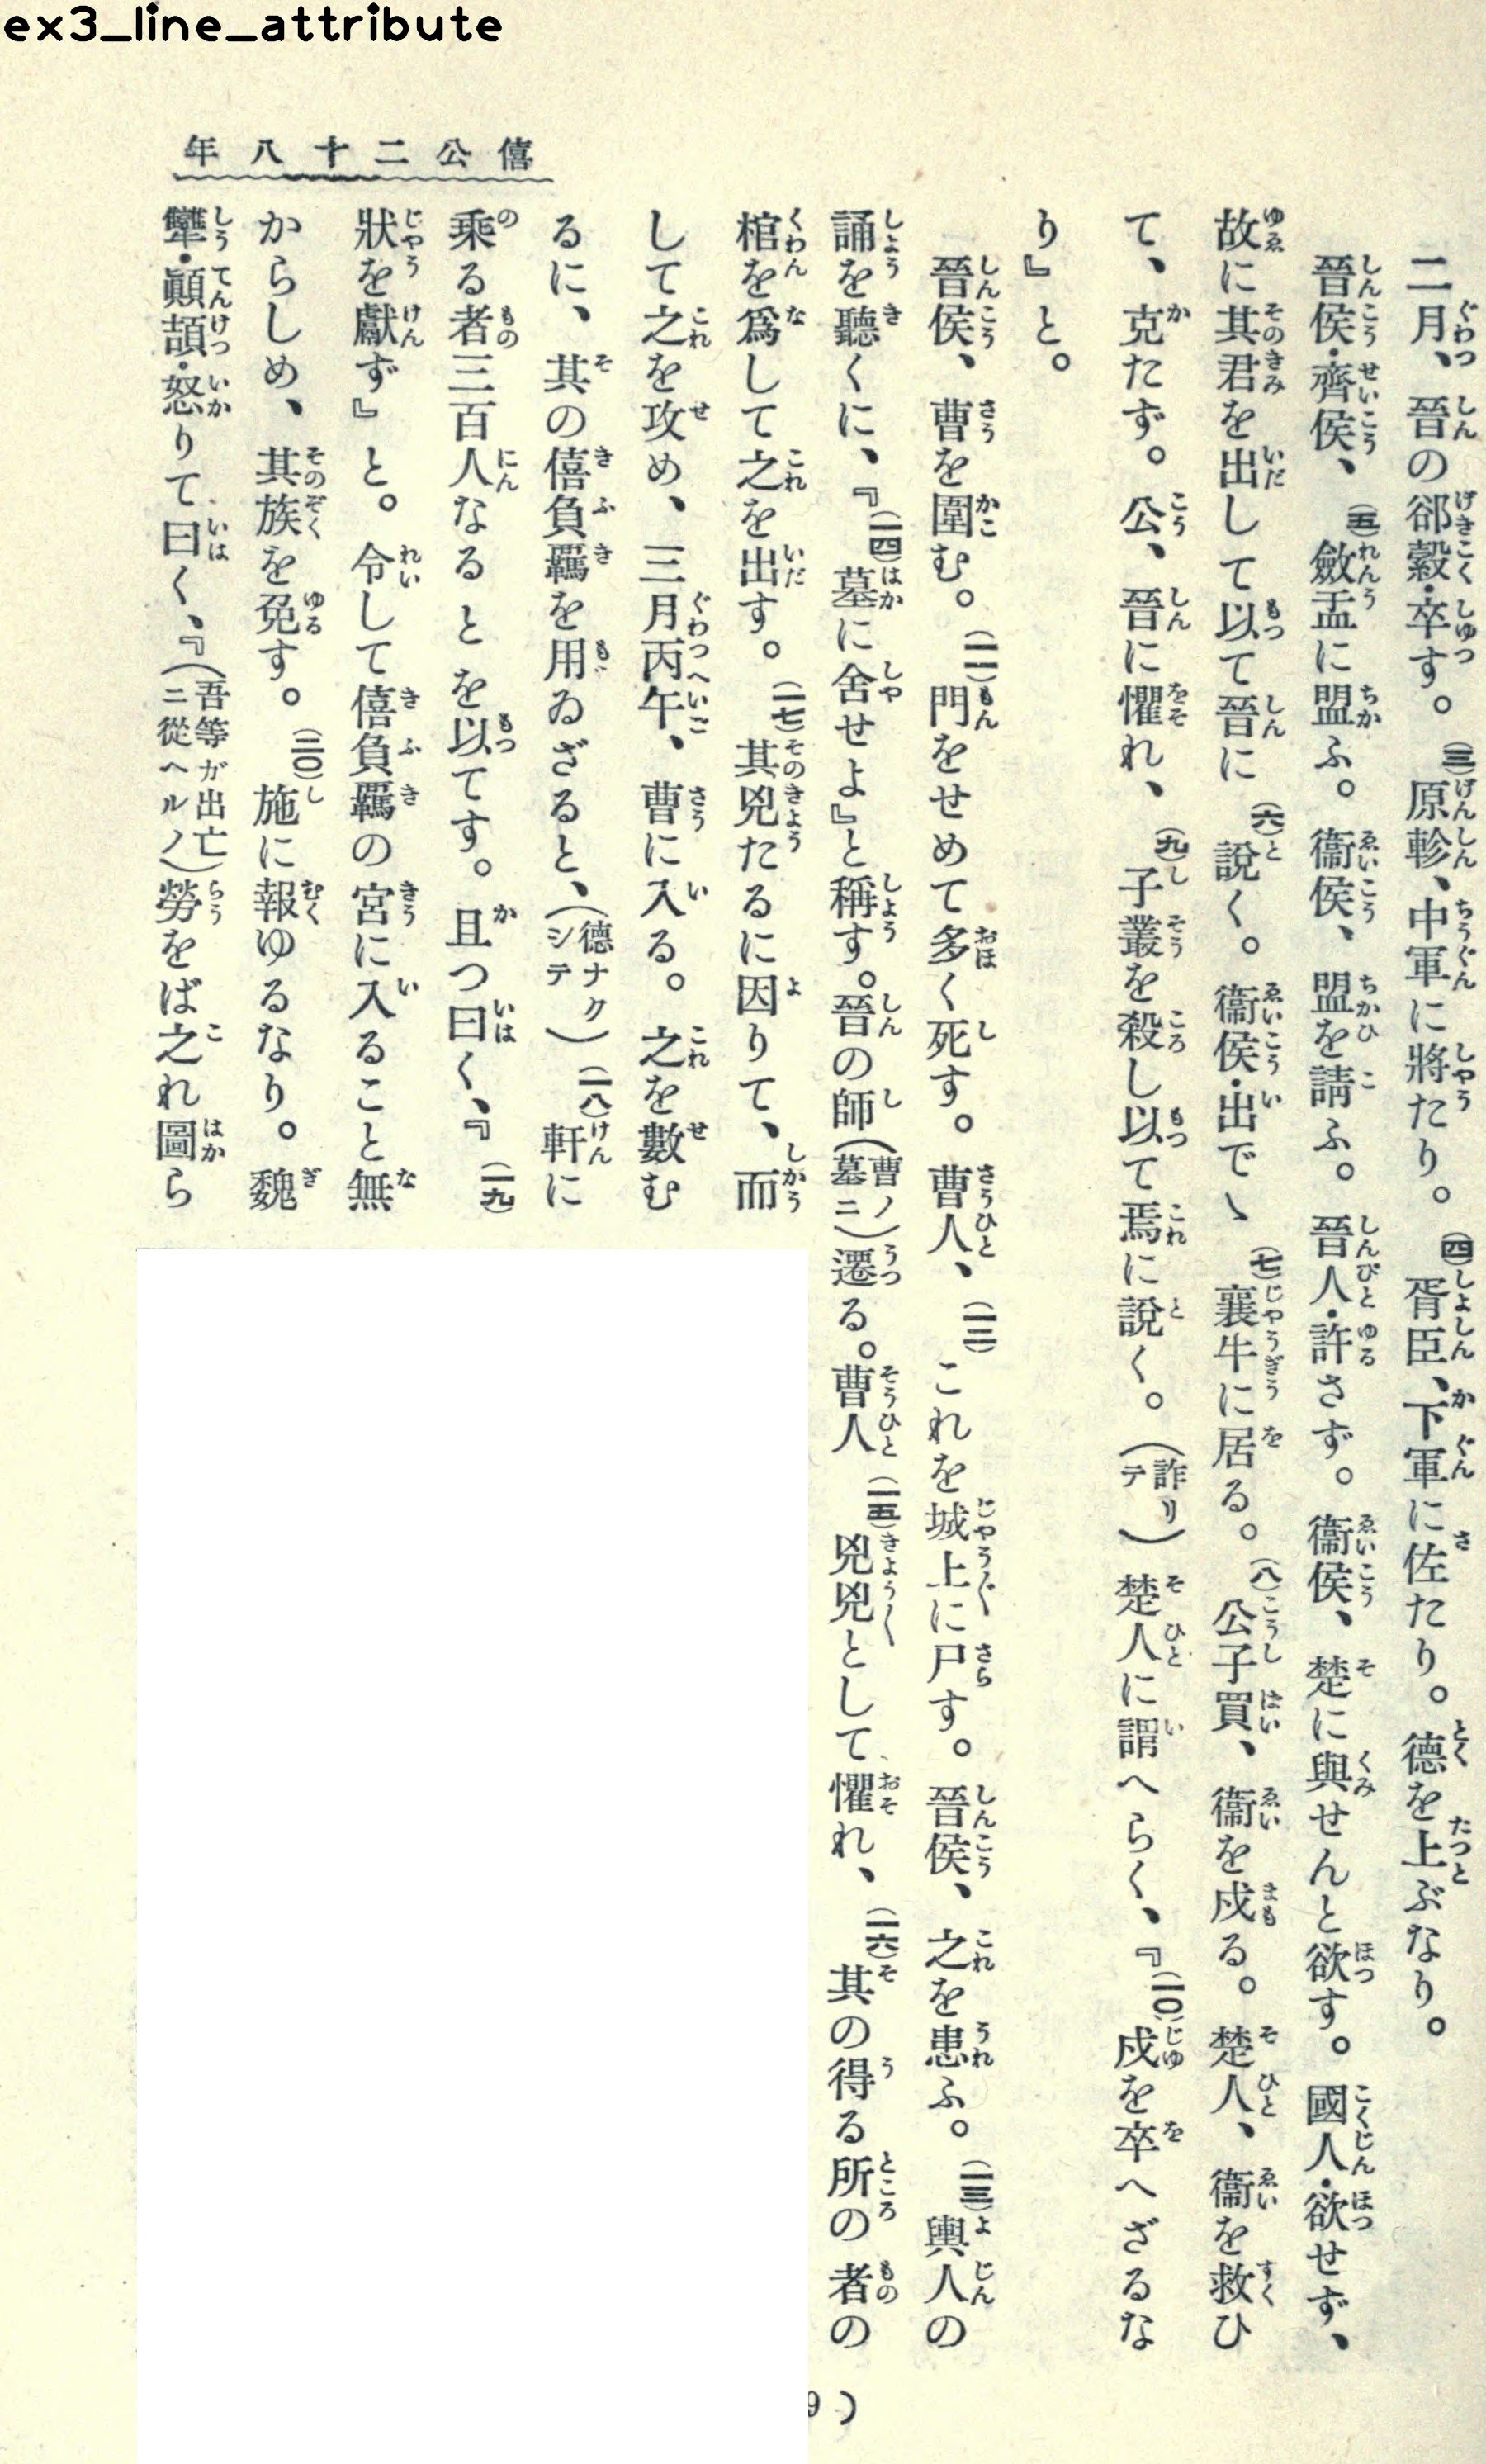 ex3_line_attribute
僖公二十八年
二月、晉の郤縠・卒す。(三)原軫、中軍に將たり。(四)胥臣、下軍に佐たり。德を上ぶなり。
晉侯・齊侯、(五)斂盂に盟ふ。衞侯、盟を請ふ。晉人・許さず。衞侯、楚に與せんと欲す。國人・欲せず、
故に其君を出して以て晉に(六)說く。衞侯・出でゝ(七)襄牛に居る。(八)公子買、衞を戍る。楚人、衞を救ひ
て、克たず。公、晉に懼れ、(九)子叢を殺し以て焉に說く。(詐リテ)楚人に謂へらく、『(一〇)戍を卒へざるな
り』と。
晉侯、曹を圍む。(一一)門をせめて多く死す。曹人、(一二)これを城上に尸す。晉侯、之を患ふ。(一三)輿人の
誦を聽くに、『(一四)墓に舍せよ』と稱す。晉の師(曹ノ墓ニ)遷る。曹人(一五)兇兇として懼れ、(一六)其の得る所の者の
棺を爲して之を出す。(一七)其兇たるに因りて、而
して之を攻め、三月丙午、曹に入る。之を數む
るに、其の僖負羈を用ゐざると、(德ナクシテ)(一八)軒に
乘る者三百人なるとを以てす。且つ曰く、『(一九)
狀を獻ず』と。令して僖負羈の宮に入ること無
からしめ、其族を免す。(二〇)施に報ゆるなり。魏
犨・顚頡・怒りて曰く、『(吾等ガ出亡ニ從ヘルノ)勞をば之れ圖ら
9)